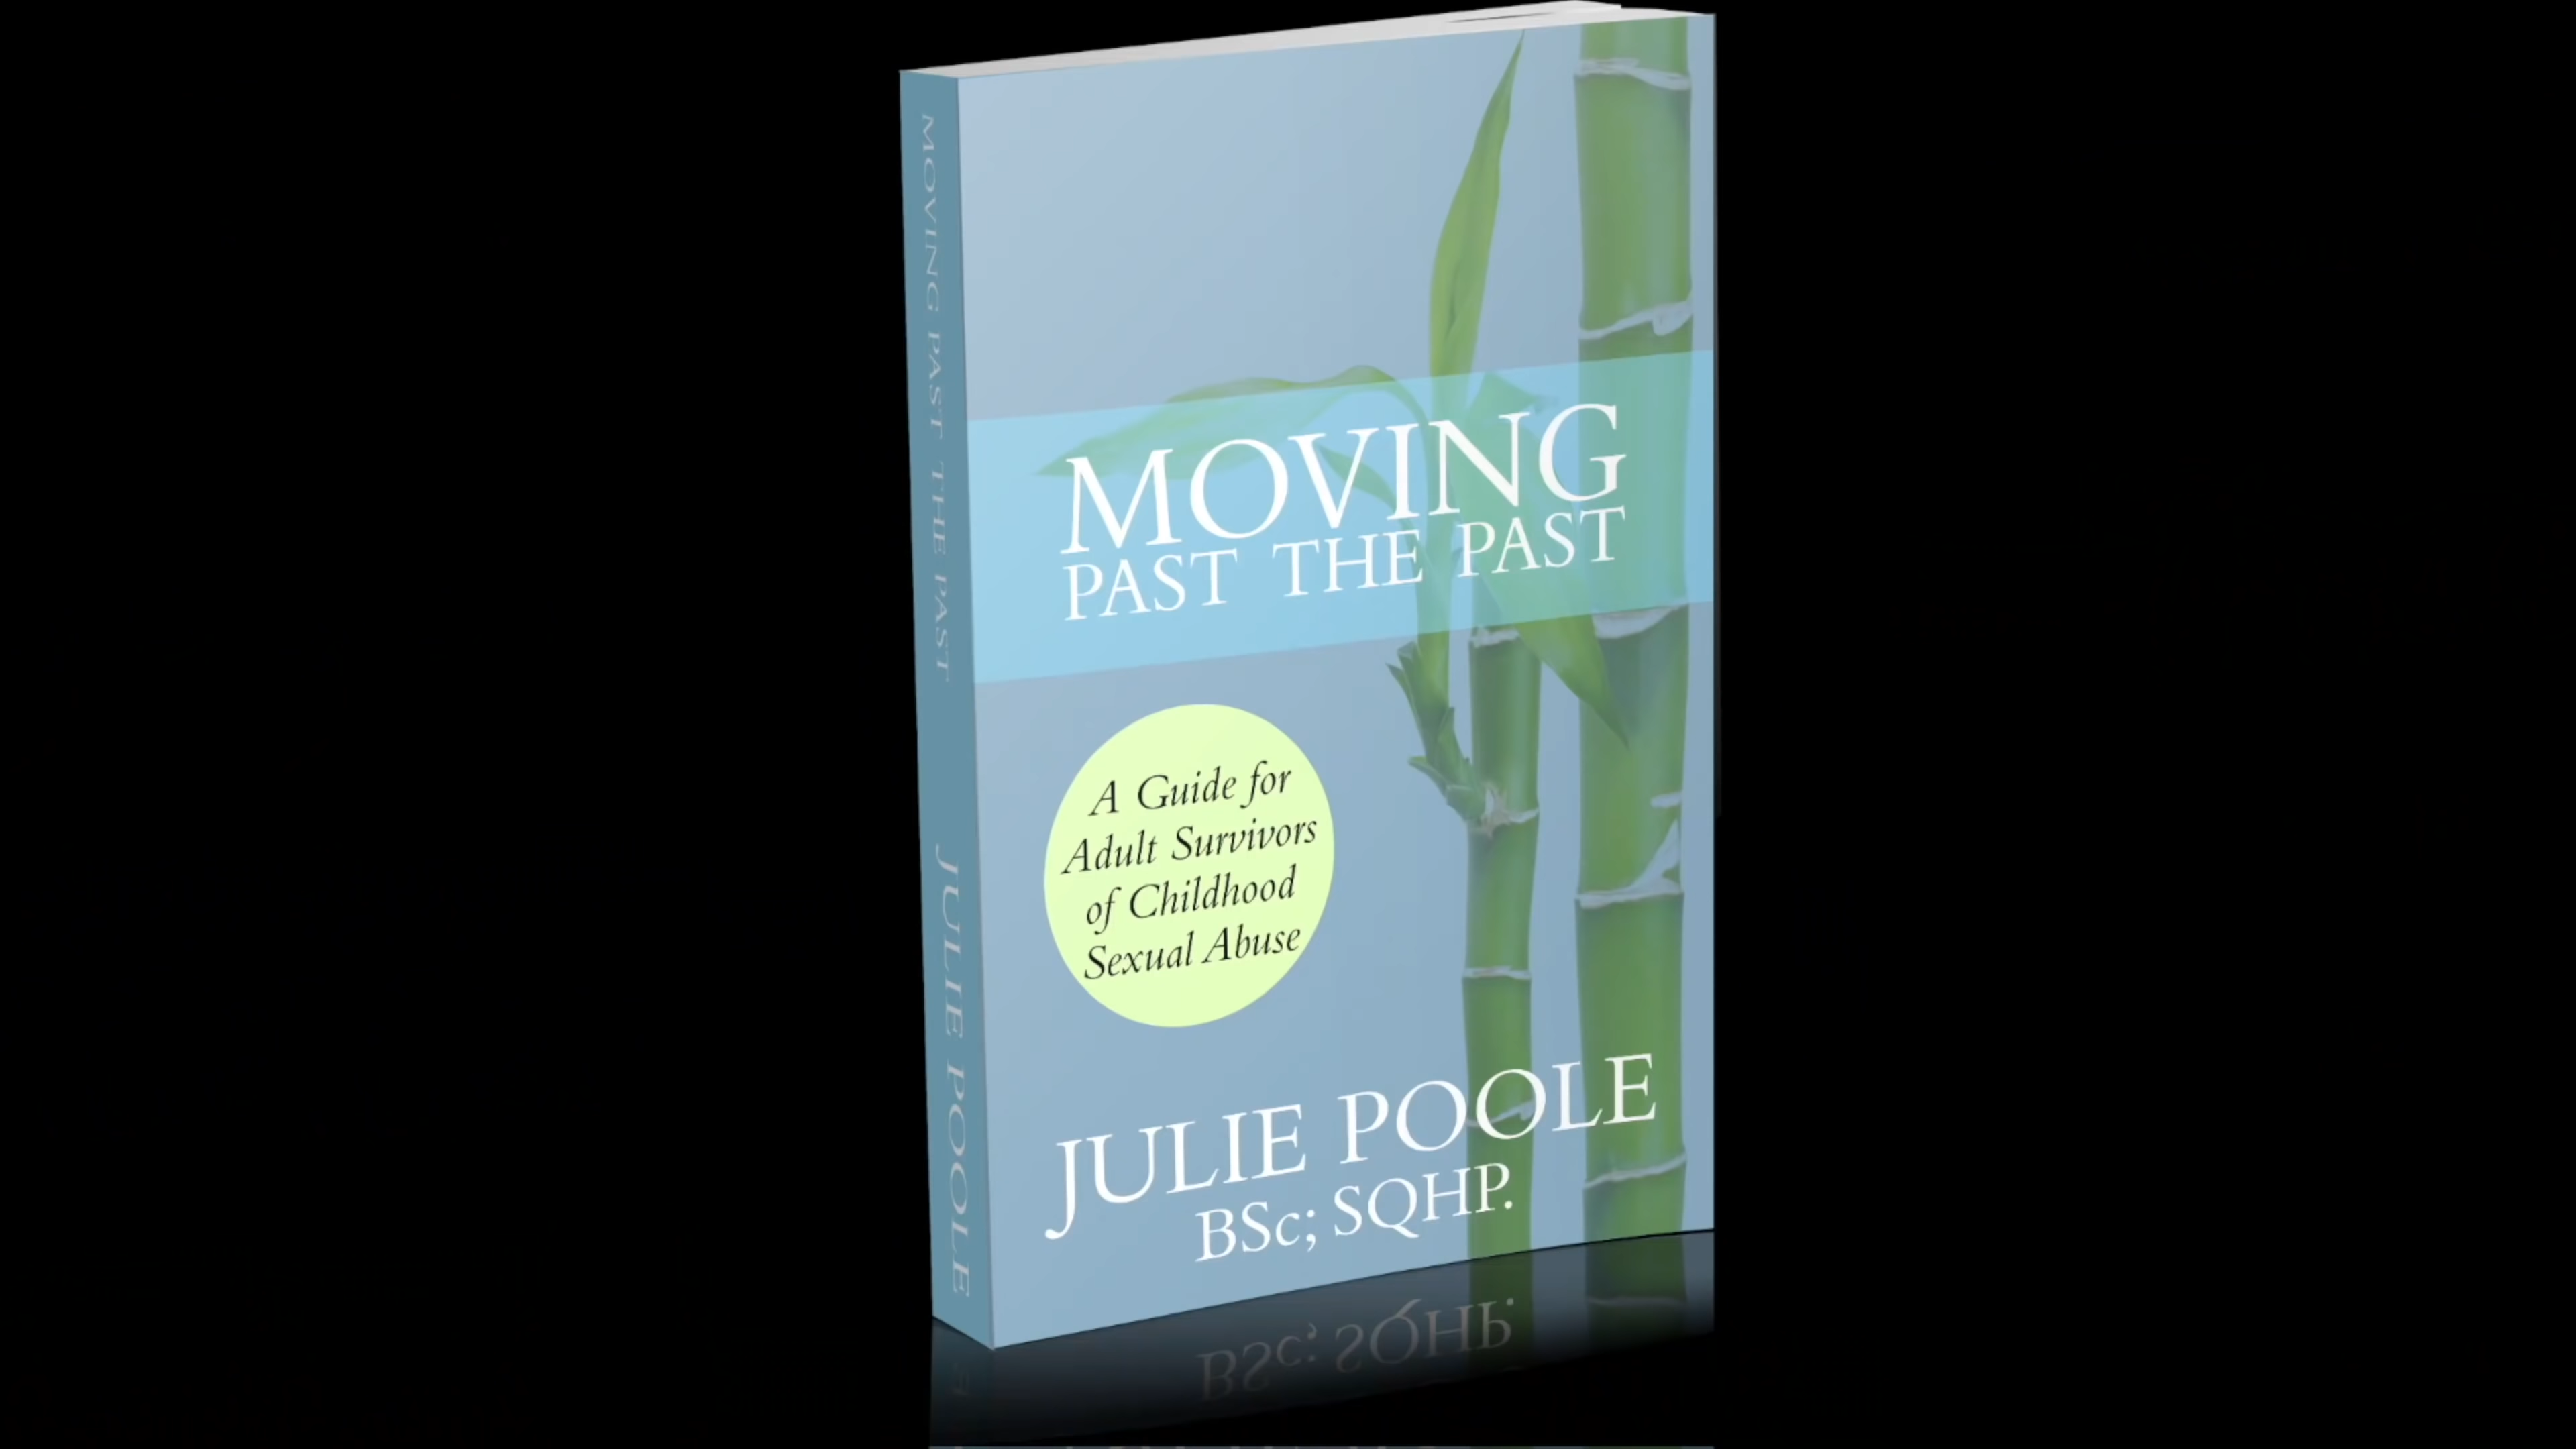 MOVING PAST THE PAST
JULIE POOLE
MOVING
PAST THE PAST
A Guide for
Adult Survivors
of Childhood
Sexual Abuse
JULIE POOLE
BSc; SQHP.